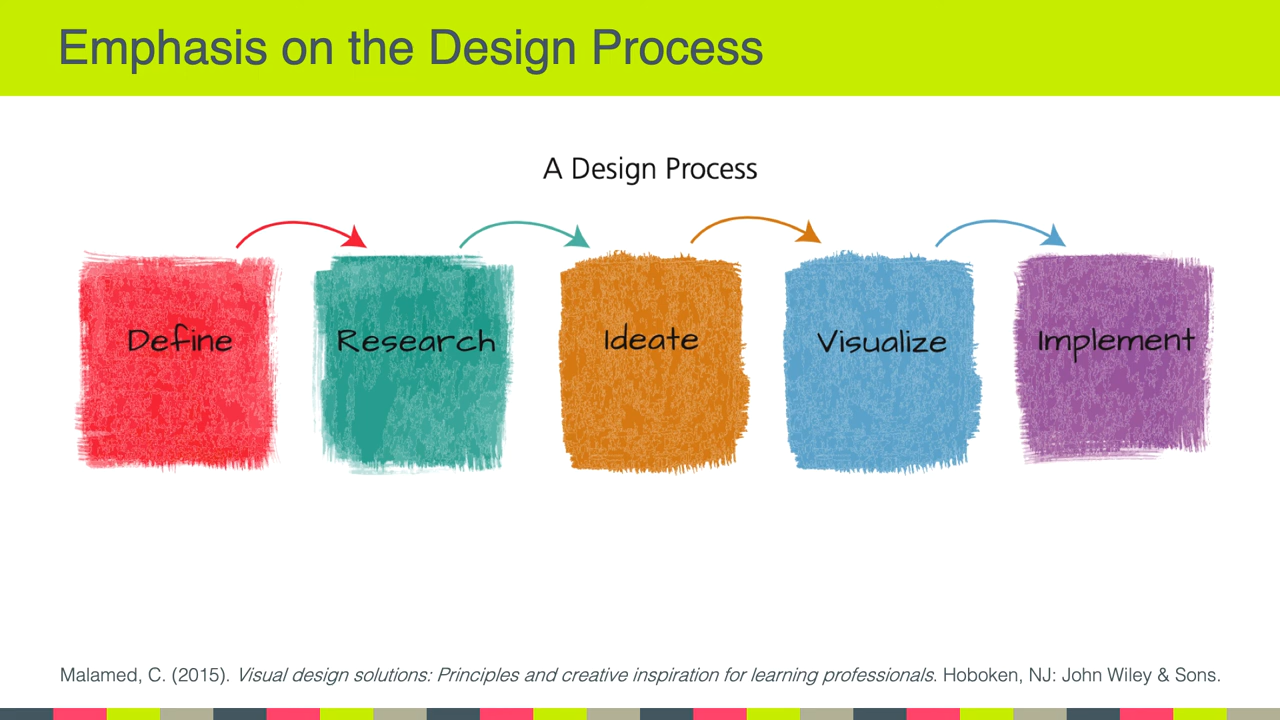 Emphasis on the Design Process
A Design Process
Define
Research
Ideate
Visualize
Implement
Malamed, C. (2015). Visual design solutions: Principles and creative inspiration for learning professionals. Hoboken, NJ: John Wiley & Sons.